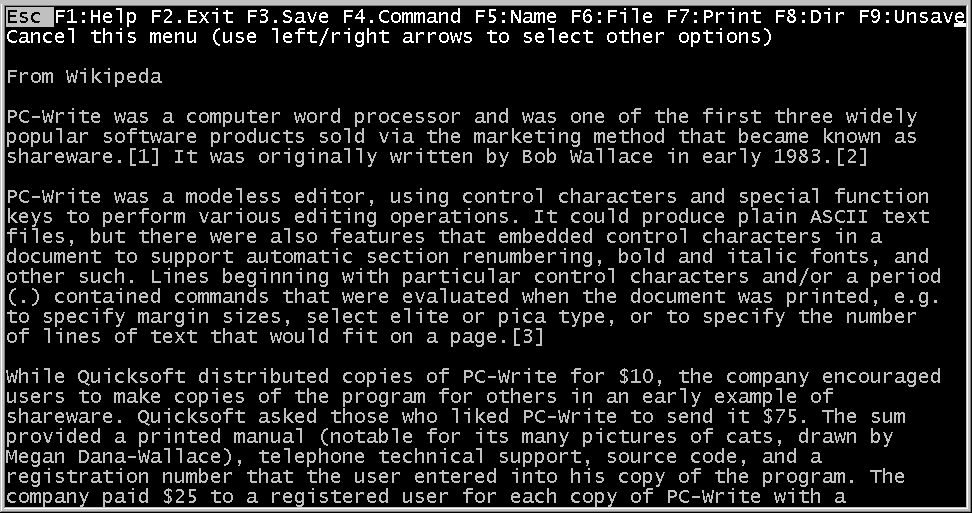 Esc F1:Help F2.Exit F3.Save F4.Command F5:Name F6:File F7:Print F8:Dir F9:Unsave
Cancel this menu (use left/right arrows to select other options)
From Wikipeda
PC-Write was a computer word processor and was one of the first three widely
popular software products sold via the marketing method that became known as
shareware.[1] It was originally written by Bob Wallace in early 1983.[2]
PC-Write was a modeless editor, using control characters and special function
keys to perform various editing operations. It could produce plain ASCII text
files, but there were also features that embedded control characters in a
document to support automatic section renumbering, bold and italic fonts, and
other such. Lines beginning with particular control characters and/or a period
(.) contained commands that were evaluated when the document was printed, e.g.
to specify margin sizes, select elite or pica type, or to specify the number
of lines of text that would fit on a page.[3]
While Quicksoft distributed copies of PC-Write for $10, the company encouraged
users to make copies of the program for others in an early example of
shareware. Quicksoft asked those who liked PC-Write to send it $75. The sum
provided a printed manual (notable for its many pictures of cats, drawn by
Megan Dana-Wallace), telephone technical support, source code, and a
registration number that the user entered into his copy of the program. The
company paid $25 to a registered user for each copy of PC-Write with a